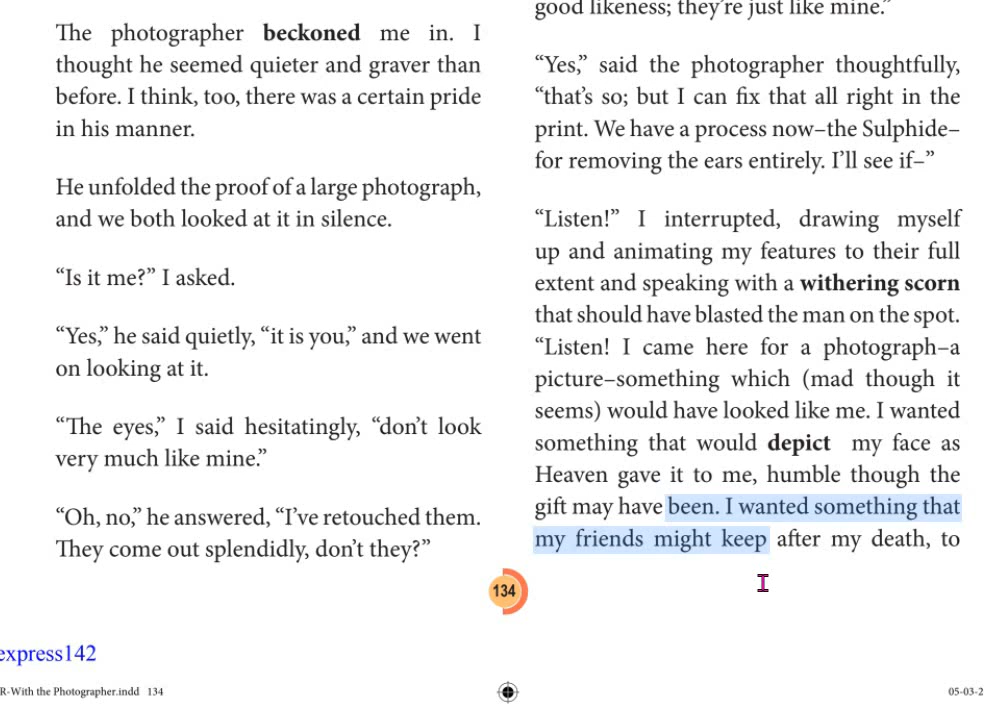 The photographer beckoned me in. I
thought he seemed quieter and graver than
before. I think, too, there was a certain pride
in his manner.
He unfolded the proof of a large photograph,
and we both looked at it in silence.
“Is it me?” I asked.
“Yes,” he said quietly, “it is you,” and we went
on looking at it.
“The eyes,” I said hesitatingly, “don’t look
very much like mine.”
“Oh, no,” he answered, “I’ve retouched them.
They come out splendidly, don’t they?”
good likeness; they’re just like mine.”
“Yes,” said the photographer thoughtfully,
“that’s so; but I can fix that all right in the
print. We have a process now–the Sulphide–
for removing the ears entirely. I’ll see if–”
“Listen!” I interrupted, drawing myself
up and animating my features to their full
extent and speaking with a withering scorn
that should have blasted the man on the spot.
“Listen! I came here for a photograph–a
picture–something which (mad though it
seems) would have looked like me. I wanted
something that would depict my face as
Heaven gave it to me, humble though the
gift may have been. I wanted something that
my friends might keep after my death, to
134
express142
R-With the Photographer.indd 134
05-03-2